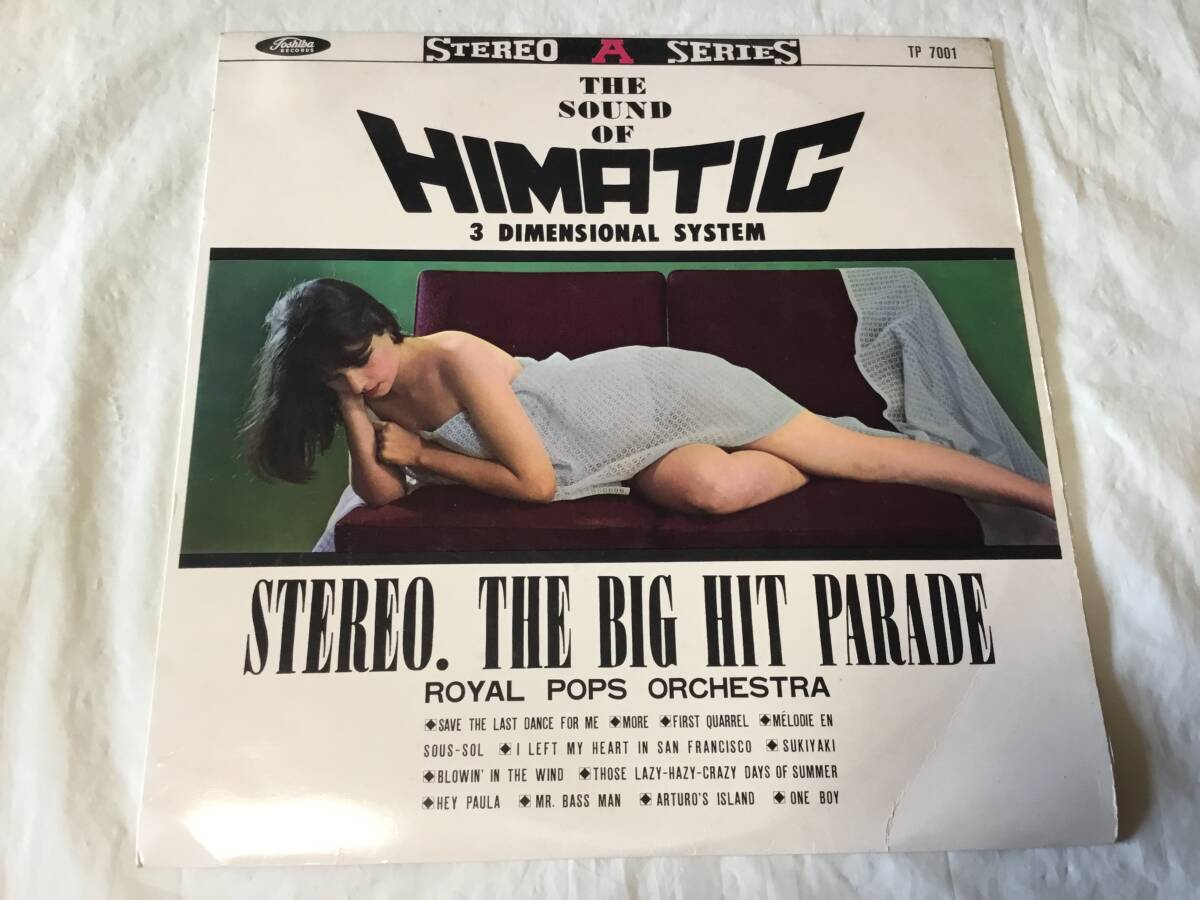 Toshiba
RECORDS
STEREO A SERIES
TP 7001
THE
SOUND
OF
HIMATIC
3 DIMENSIONAL SYSTEM
STEREO. THE BIG HIT PARADE
ROYAL POPS ORCHESTRA
SAVE THE LAST DANCE FOR ME MORE FIRST QUARREL MÉLODIE EN
SOUS-SOL I LEFT MY HEART IN SAN FRANCISCO SUKIYAKI
BLOWIN' IN THE WIND THOSE LAZY-HAZY-CRAZY DAYS OF SUMMER
HEY PAULA MR. BASS MAN ARTURO'S ISLAND ONE BOY